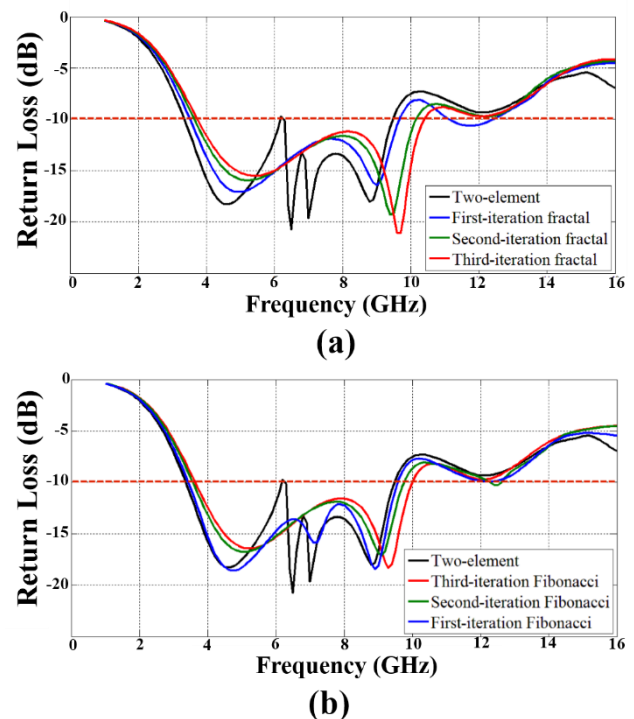 0
-5
-10
-15
-20
Return Loss (dB)
Two-element
First-iteration fractal
Second-iteration fractal
Third-iteration fractal
0 2 4 6 8 10 12 14 16
Frequency (GHz)
(a)
0
-5
-10
-15
-20
Return Loss (dB)
Two-element
Third-iteration Fibonacci
Second-iteration Fibonacci
First-iteration Fibonacci
0 2 4 6 8 10 12 14 16
Frequency (GHz)
(b)